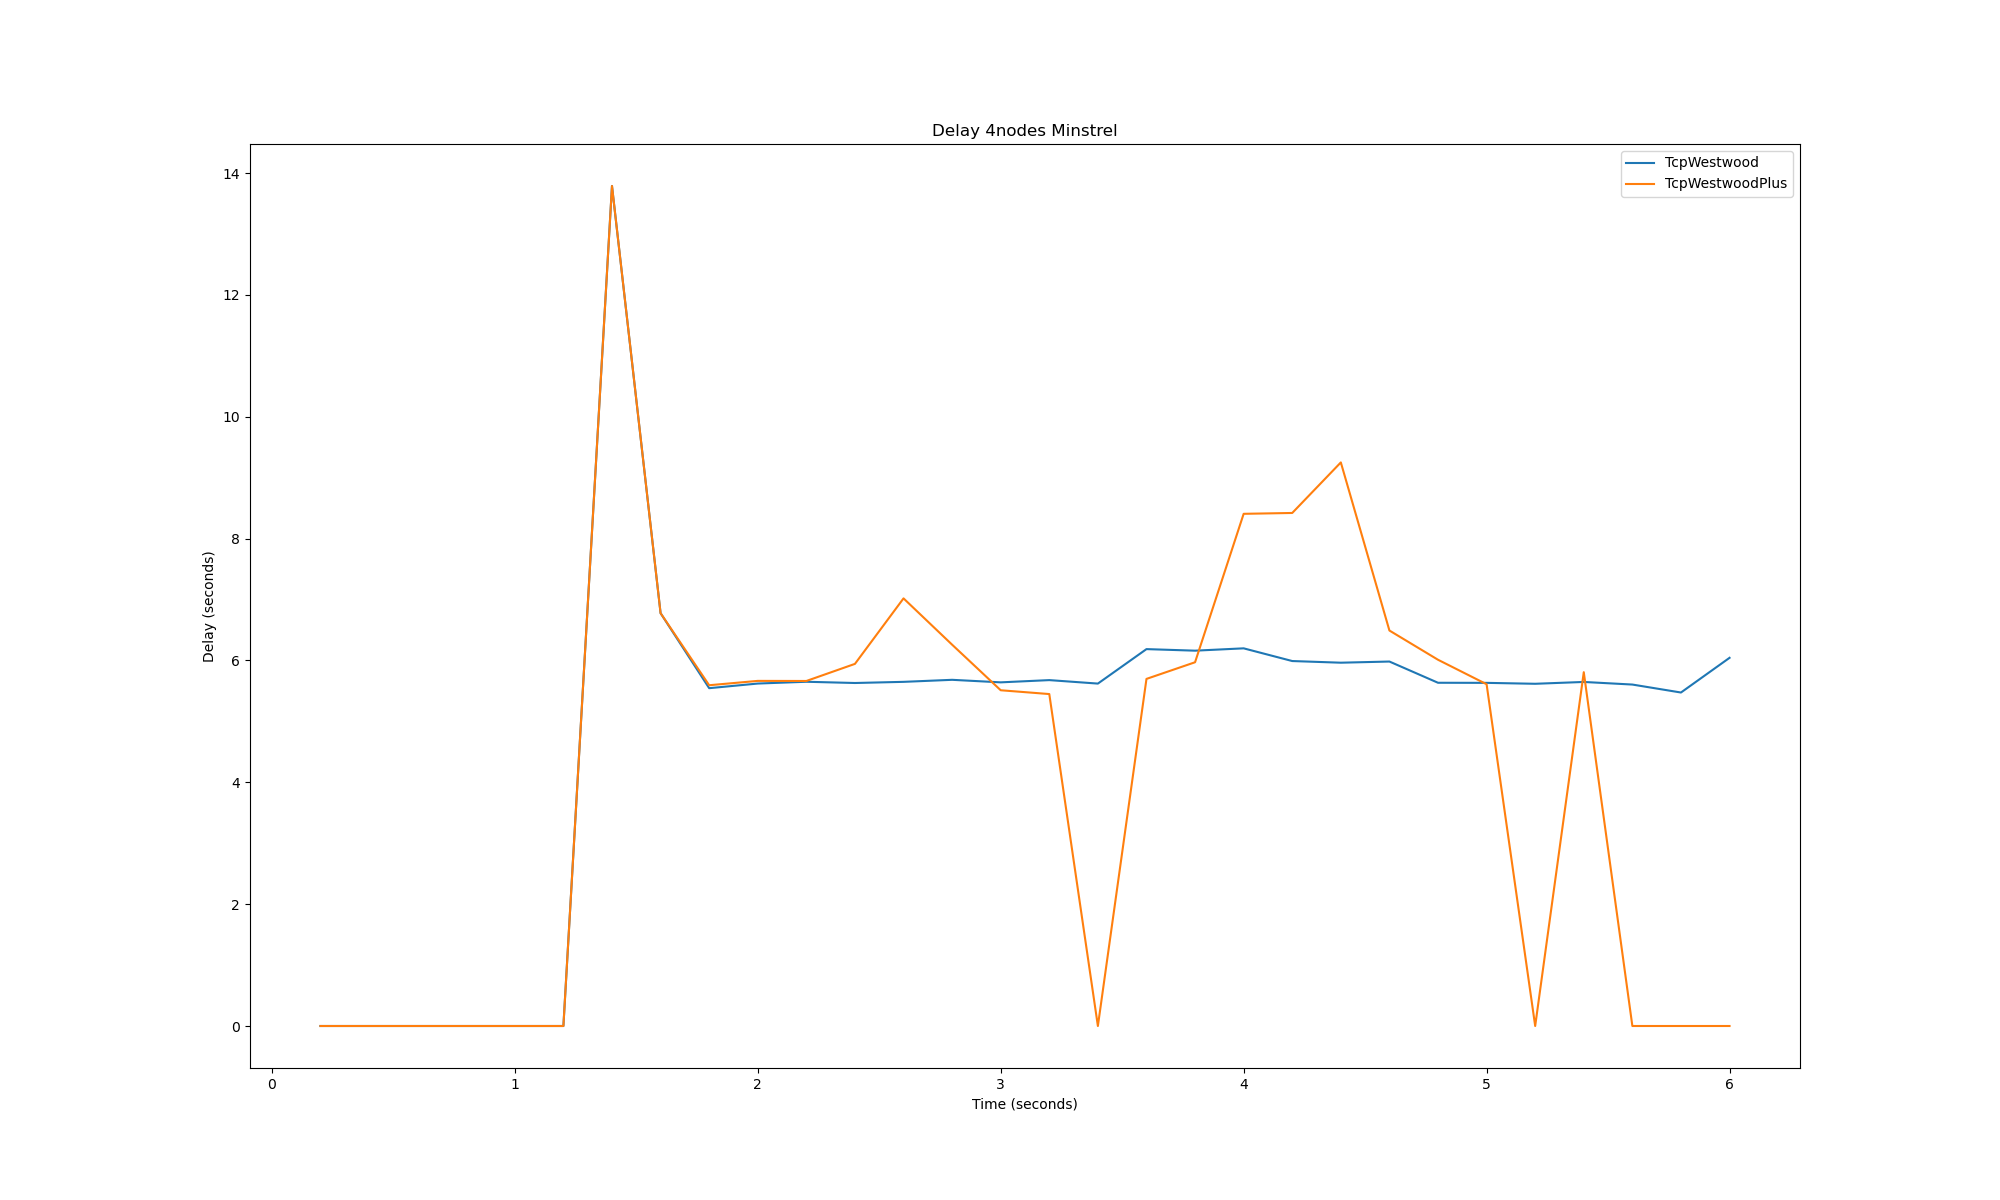 Delay 4nodes Minstrel
TcpWestwood
TcpWestwoodPlus
14
12
10
8
6
4
2
0
Delay (seconds)
0 1 2 3 4 5 6
Time (seconds)